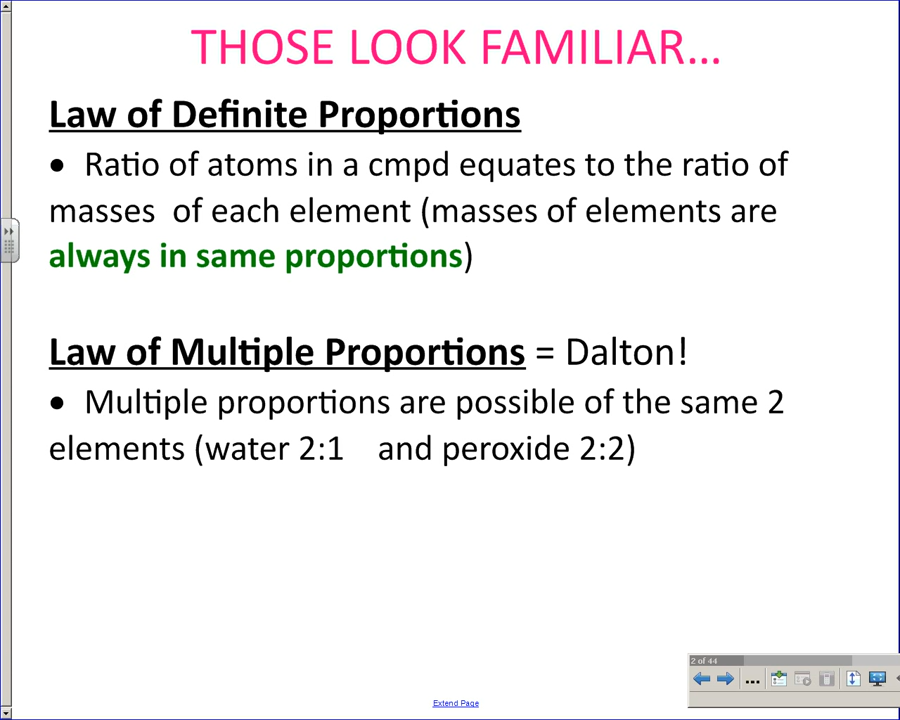 THOSE LOOK FAMILIAR...
Law of Definite Proportions
• Ratio of atoms in a cmpd equates to the ratio of
masses of each element (masses of elements are
always in same proportions)
Law of Multiple Proportions = Dalton!
• Multiple proportions are possible of the same 2
elements (water 2:1 and peroxide 2:2)
2 of 44
Extend Page